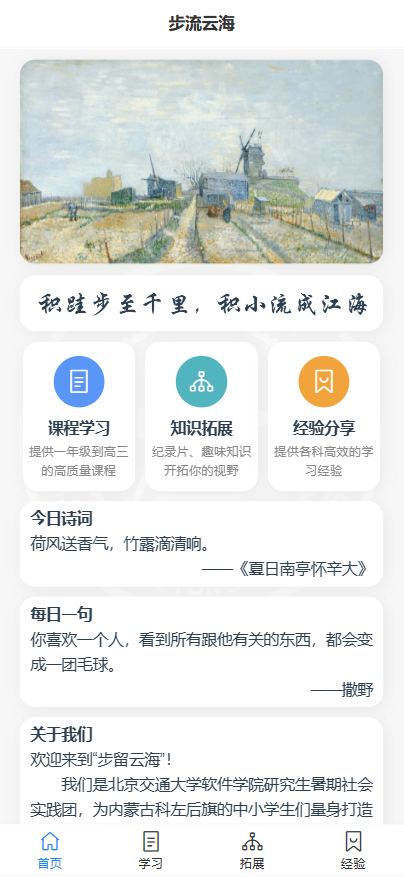 步流云海
积跬步至千里，积小流成江海
课程学习
提供一年级到高三
的高质量课程
知识拓展
纪录片、趣味知识
开拓你的视野
经验分享
提供各科高效的学
习经验
今日诗词
荷风送香气，竹露滴清响。
——《夏日南亭怀辛大》
每日一句
你喜欢一个人，看到所有跟他有关的东西，都会变
成一团毛球。
——撒野
关于我们
欢迎来到“步留云海”！
我们是北京交通大学软件学院研究生暑期社会
实践团，为内蒙古科左后旗的中小学生们量身打造
首页
学习
拓展
经验